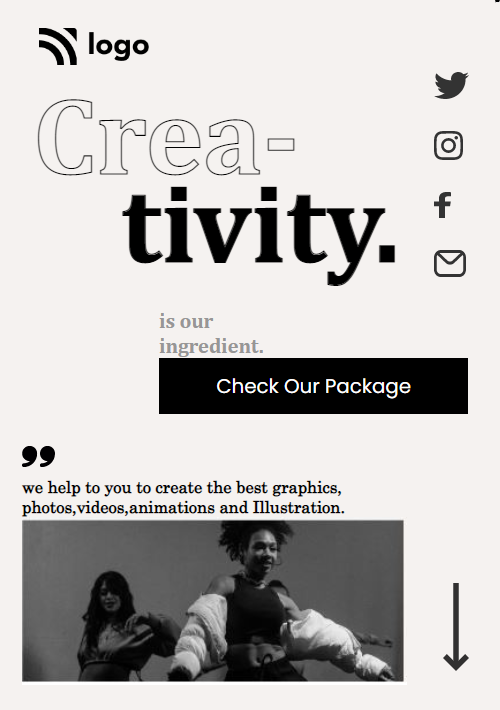 logo
Crea-
tivity.
is our
ingredient.
Check Our Package
we help to you to create the best graphics,
photos,videos,animations and Illustration.